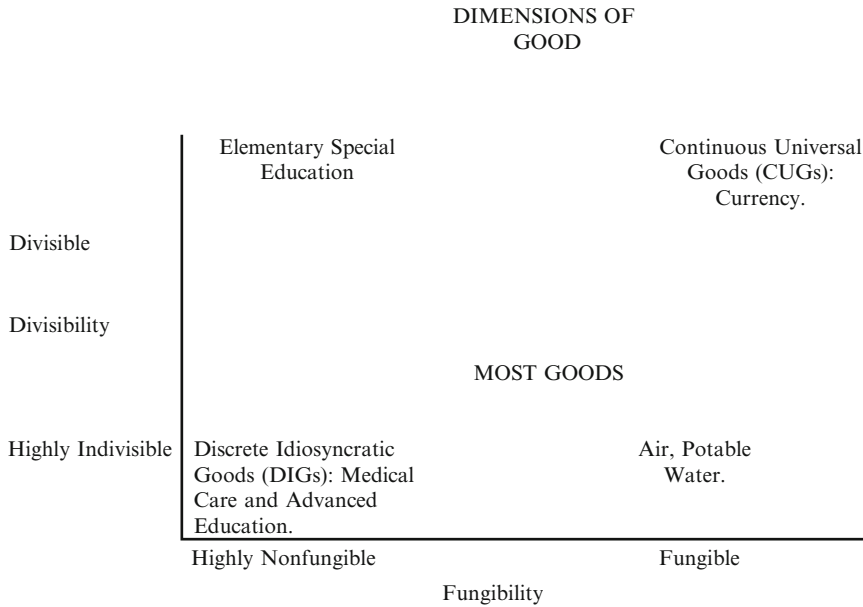 DIMENSIONS OF
GOOD
Elementary Special
Education
Continuous Universal
Goods (CUGs):
Currency.
Divisible
Divisibility
MOST GOODS
Highly Indivisible
Discrete Idiosyncratic
Goods (DIGs): Medical
Care and Advanced
Education.
Air, Potable
Water.
Highly Nonfungible
Fungible
Fungibility